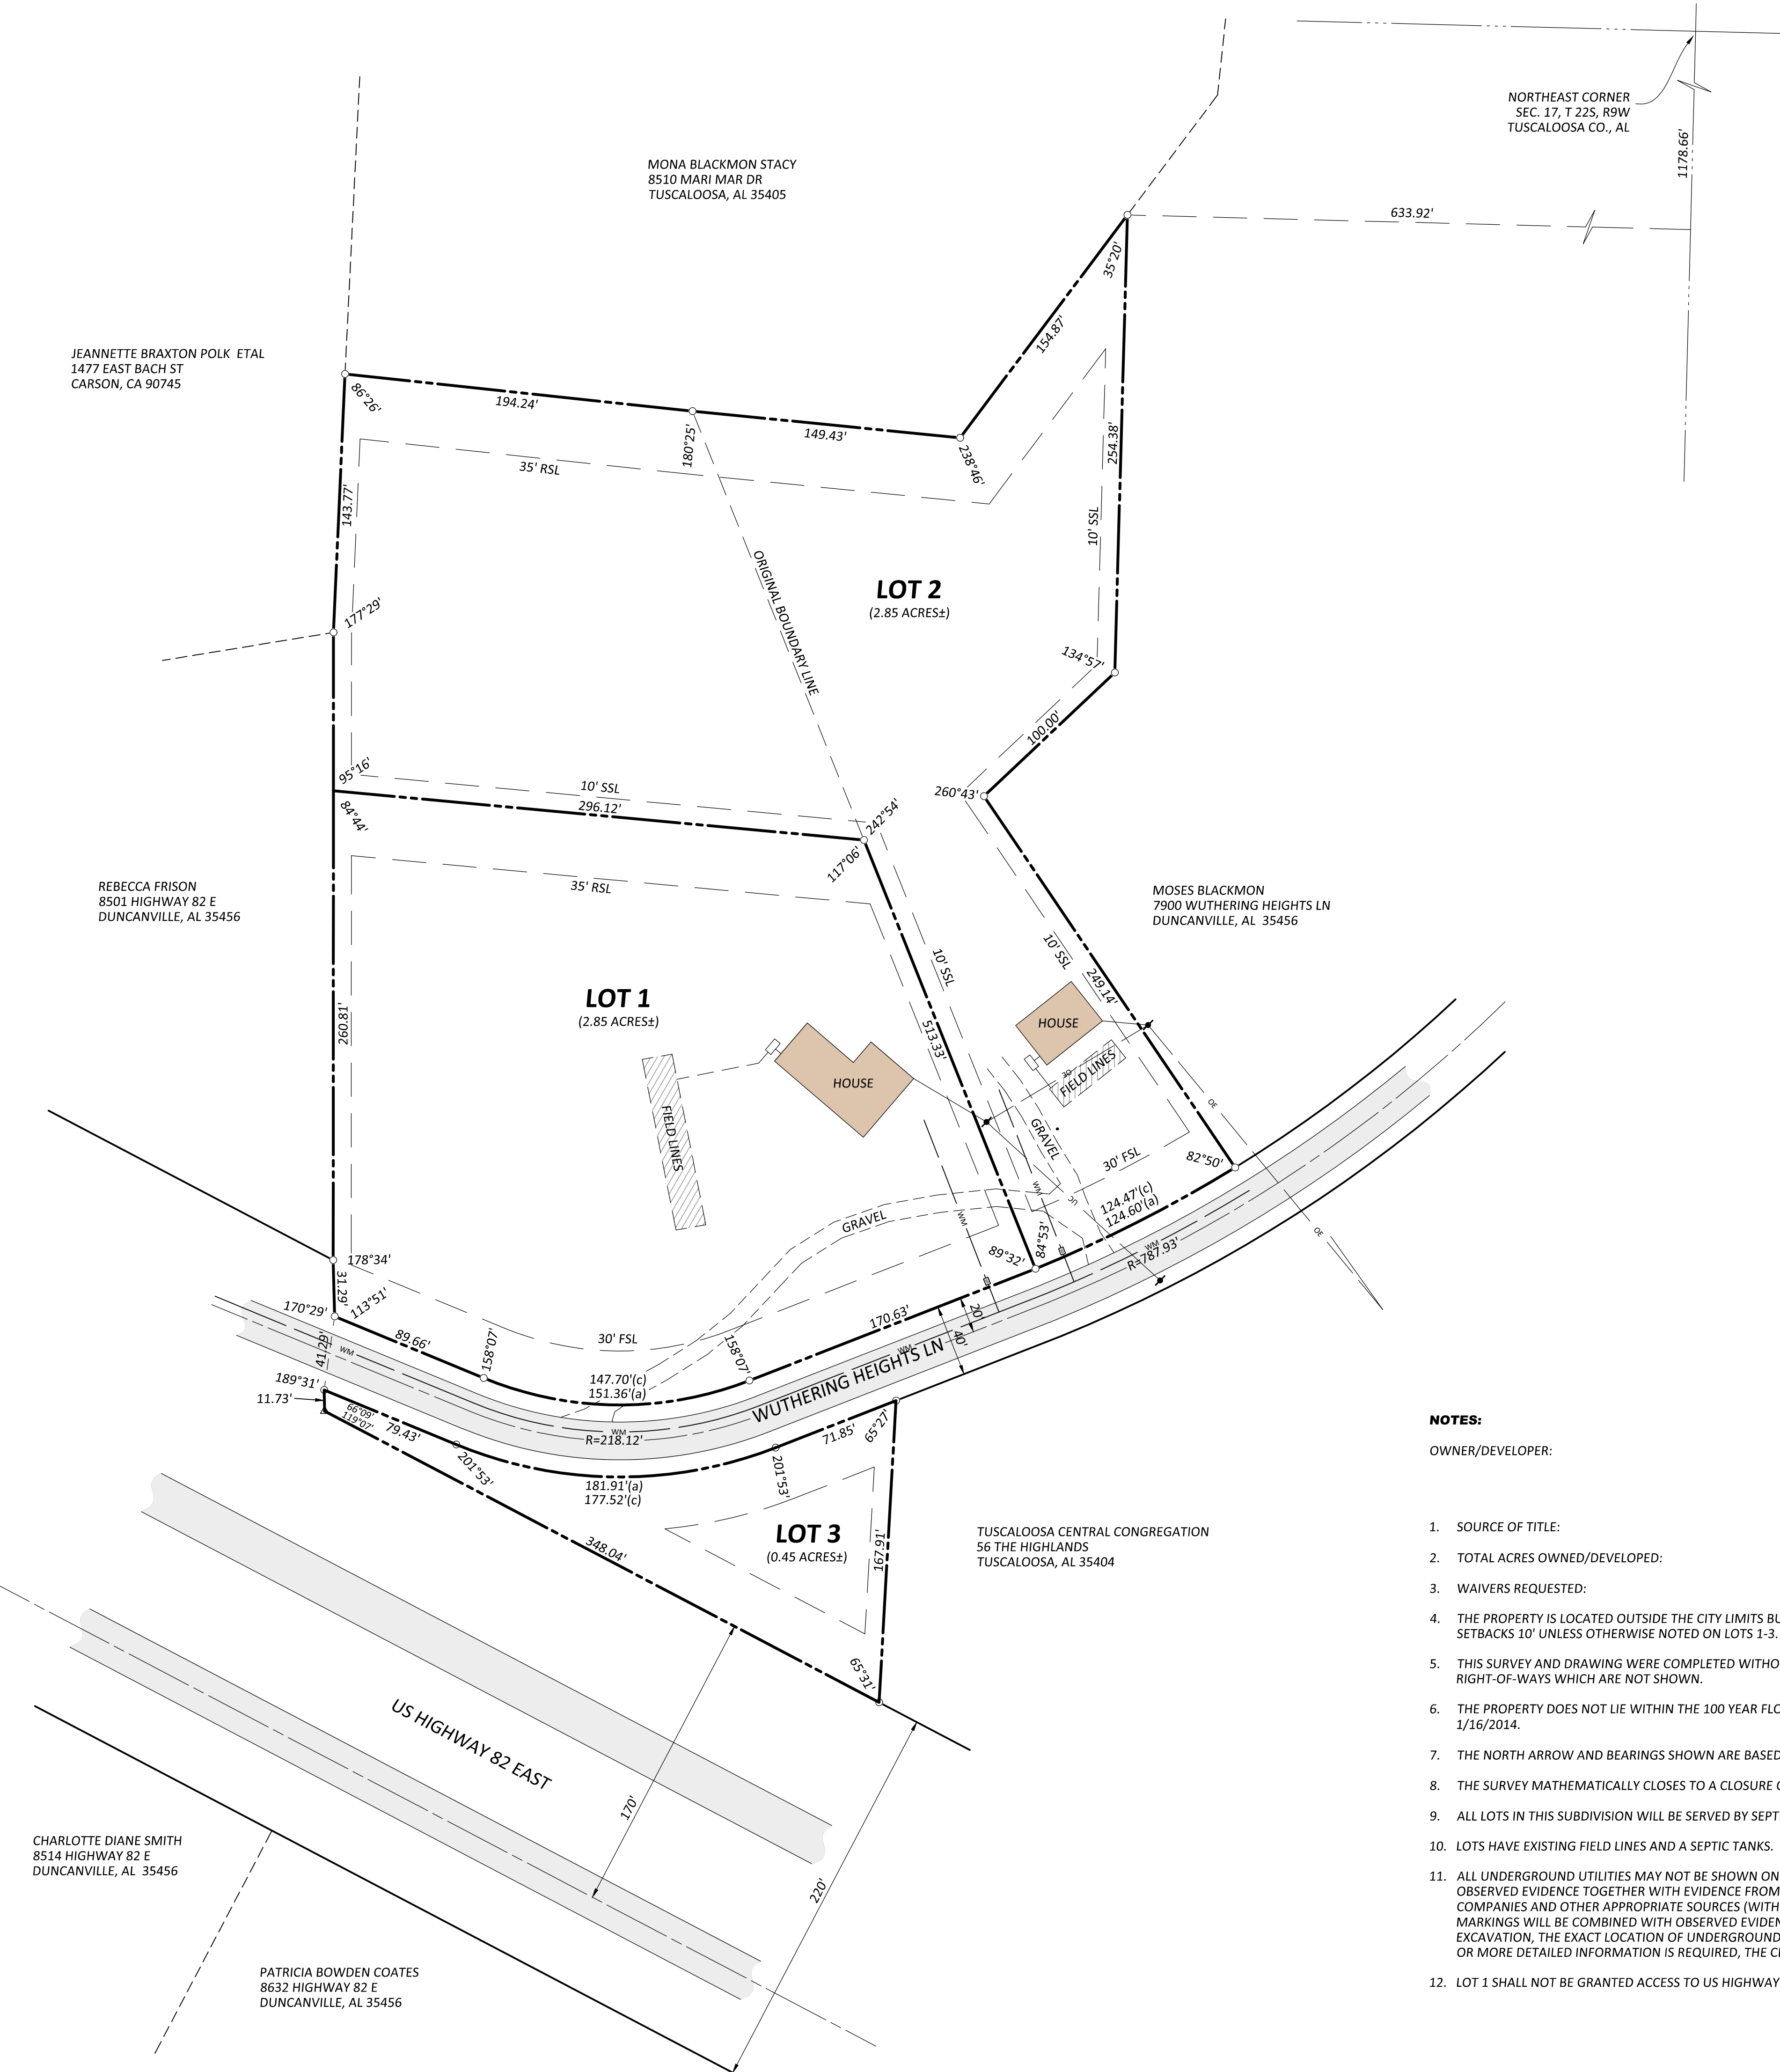 NORTHEAST CORNER
SEC. 17, T 22S, R9W
TUSCALOOSA CO., AL
1178.66'
633.92'
MONA BLACKMON STACY
8510 MARI MAR DR
TUSCALOOSA, AL 35405
JEANNETTE BRAXTON POLK ETAL
1477 EAST BACH ST
CARSON, CA 90745
35°20'
154.87'
254.38'
86°26'
194.24'
180°25'
149.43'
238°46'
35' RSL
143.77'
10' SSL
ORIGINAL BOUNDARY LINE
LOT 2
(2.85 ACRES±)
177°29'
134°57'
100.00'
95°16'
10' SSL
296.12'
84°44'
242°54'
117°06'
260°43'
35' RSL
REBECCA FRISON
8501 HIGHWAY 82 E
DUNCANVILLE, AL 35456
MOSES BLACKMON
7900 WUTHERING HEIGHTS LN
DUNCANVILLE, AL 35456
10' SSL
10' SSL
249.14'
LOT 1
(2.85 ACRES±)
260.81'
513.33'
HOUSE
HOUSE
OE
FIELD LINES
FIELD LINES
OE
GRAVEL
30' FSL
82°50'
WM
124.47'(c)
124.60'(a)
GRAVEL
WM
84°53'
89°32'
WM
R=787.93'
OE
178°34'
31.29'
113°51'
170°29'
89.66'
158°07'
30' FSL
158°07'
170.63'
20'
40'
41.29'
WM
147.70'(c)
151.36'(a)
WM
WUTHERING HEIGHTS LN
189°31'
11.73'
66°09'
119°07'
79.43'
WM
R=218.12'
201°53'
71.85'
65°27'
201°53'
181.91'(a)
177.52'(c)
LOT 3
(0.45 ACRES±)
167.91'
348.04'
65°31'
TUSCALOOSA CENTRAL CONGREGATION
56 THE HIGHLANDS
TUSCALOOSA, AL 35404
US HIGHWAY 82 EAST
170'
220'
CHARLOTTE DIANE SMITH
8514 HIGHWAY 82 E
DUNCANVILLE, AL 35456
PATRICIA BOWDEN COATES
8632 HIGHWAY 82 E
DUNCANVILLE, AL 35456
NOTES:
OWNER/DEVELOPER:
1. SOURCE OF TITLE:
2. TOTAL ACRES OWNED/DEVELOPED:
3. WAIVERS REQUESTED:
4. THE PROPERTY IS LOCATED OUTSIDE THE CITY LIMITS
SETBACKS 10' UNLESS OTHERWISE NOTED ON LOTS 1-3.
5. THIS SURVEY AND DRAWING WERE COMPLETED
RIGHT-OF-WAYS WHICH ARE NOT SHOWN.
6. THE PROPERTY DOES NOT LIE WITHIN THE 100 YEAR
1/16/2014.
7. THE NORTH ARROW AND BEARINGS SHOWN ARE BASED
8. THE SURVEY MATHEMATICALLY CLOSES TO A CLOSURE
9. ALL LOTS IN THIS SUBDIVISION WILL BE SERVED BY
10. LOTS HAVE EXISTING FIELD LINES AND A SEPTIC TANKS.
11. ALL UNDERGROUND UTILITIES MAY NOT BE SHOWN ON
OBSERVED EVIDENCE TOGETHER WITH EVIDENCE FROM
COMPANIES AND OTHER APPROPRIATE SOURCES
MARKINGS WILL BE COMBINED WITH OBSERVED
EXCAVATION, THE EXACT LOCATION OF UNDERGROUND
OR MORE DETAILED INFORMATION IS REQUIRED, THE
12. LOT 1 SHALL NOT BE GRANTED ACCESS TO US HIGHWAY